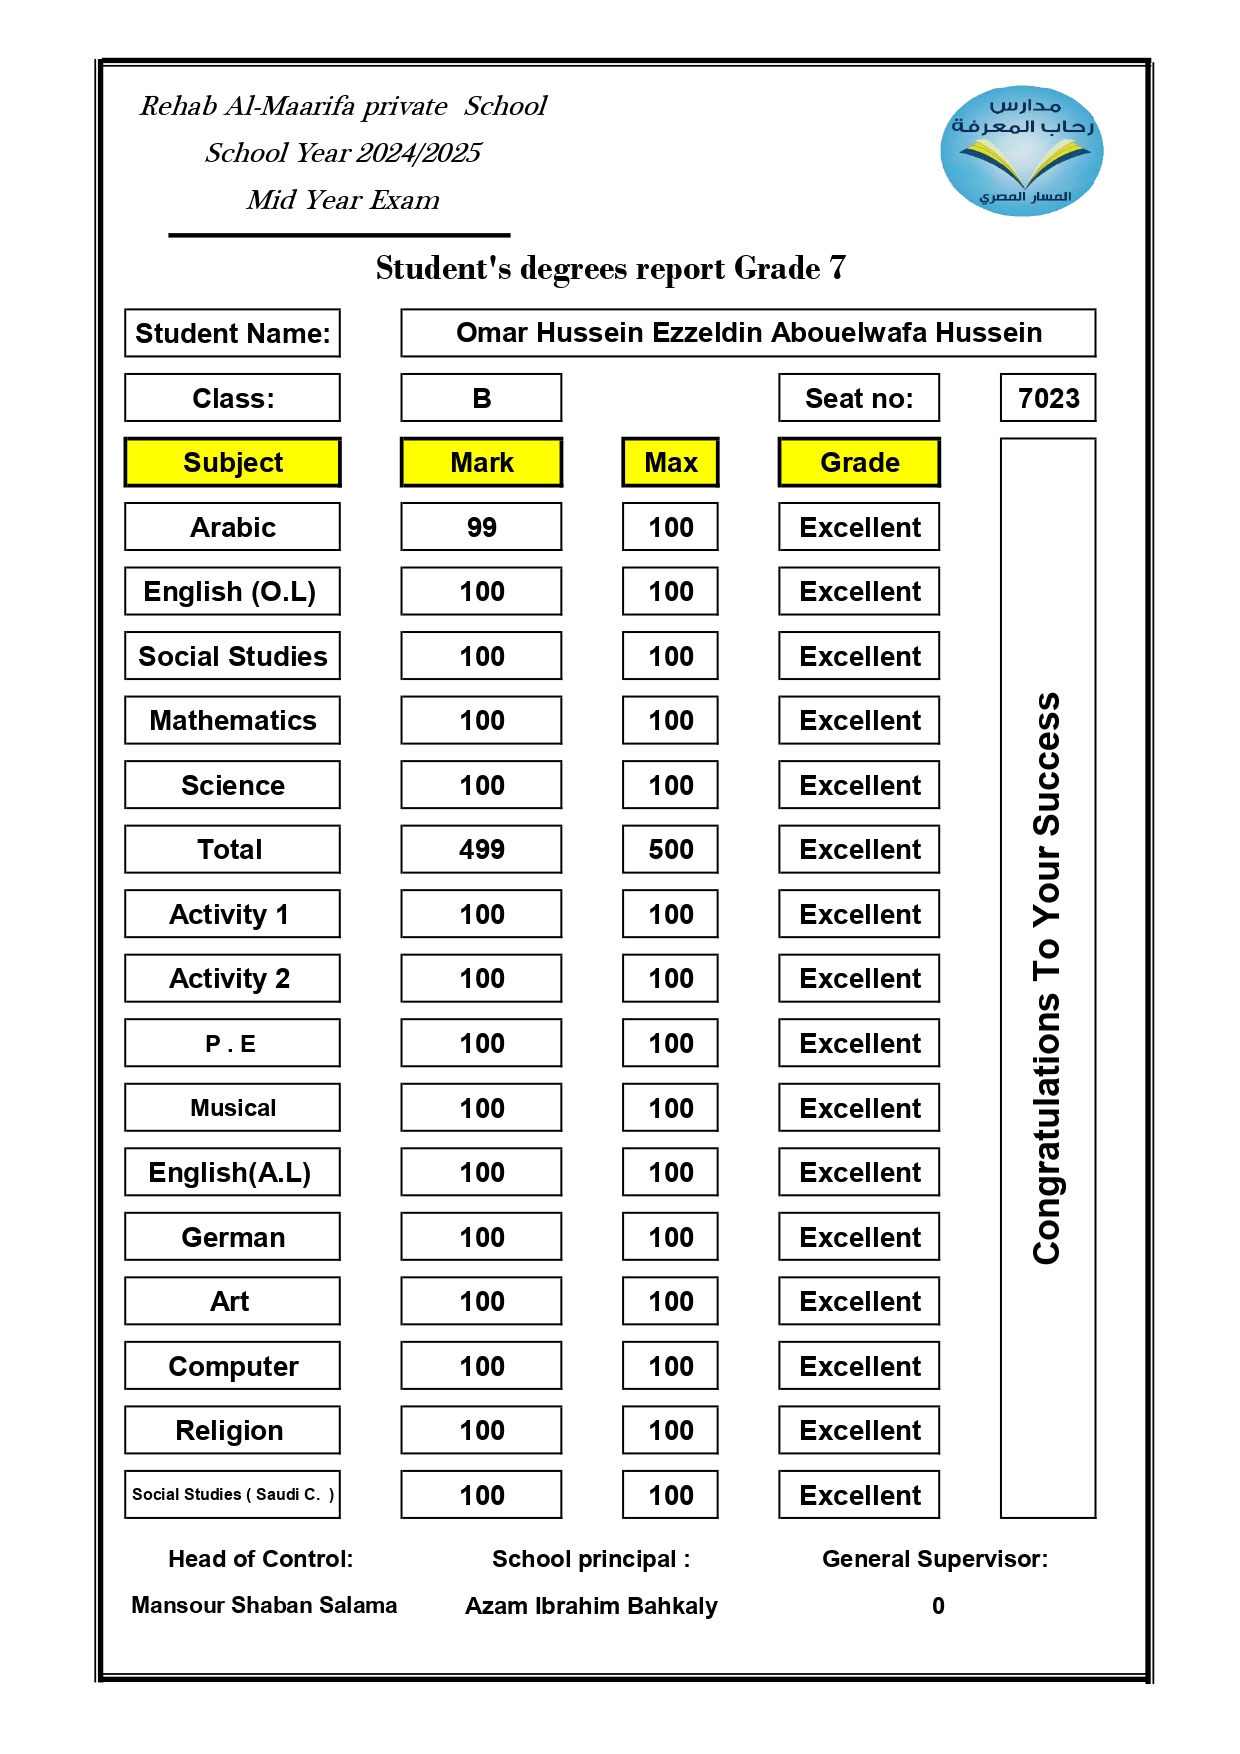 Rehab Al-Maarifa private School
School Year 2024/2025
Mid Year Exam
مدارس
رحاب المعرفة
المسار المصري
Student's degrees report Grade 7
Student Name: Omar Hussein Ezzeldin Abouelwafa Hussein
Class: B Seat no: 7023
Subject Mark Max Grade
Arabic 99 100 Excellent
English (O.L) 100 100 Excellent
Social Studies 100 100 Excellent
Mathematics 100 100 Excellent
Science 100 100 Excellent
Total 499 500 Excellent
Activity 1 100 100 Excellent
Activity 2 100 100 Excellent
P . E 100 100 Excellent
Musical 100 100 Excellent
English(A.L) 100 100 Excellent
German 100 100 Excellent
Art 100 100 Excellent
Computer 100 100 Excellent
Religion 100 100 Excellent
Social Studies ( Saudi C. ) 100 100 Excellent
Congratulations To Your Success
Head of Control: School principal : General Supervisor:
Mansour Shaban Salama Azam Ibrahim Bahkaly 0